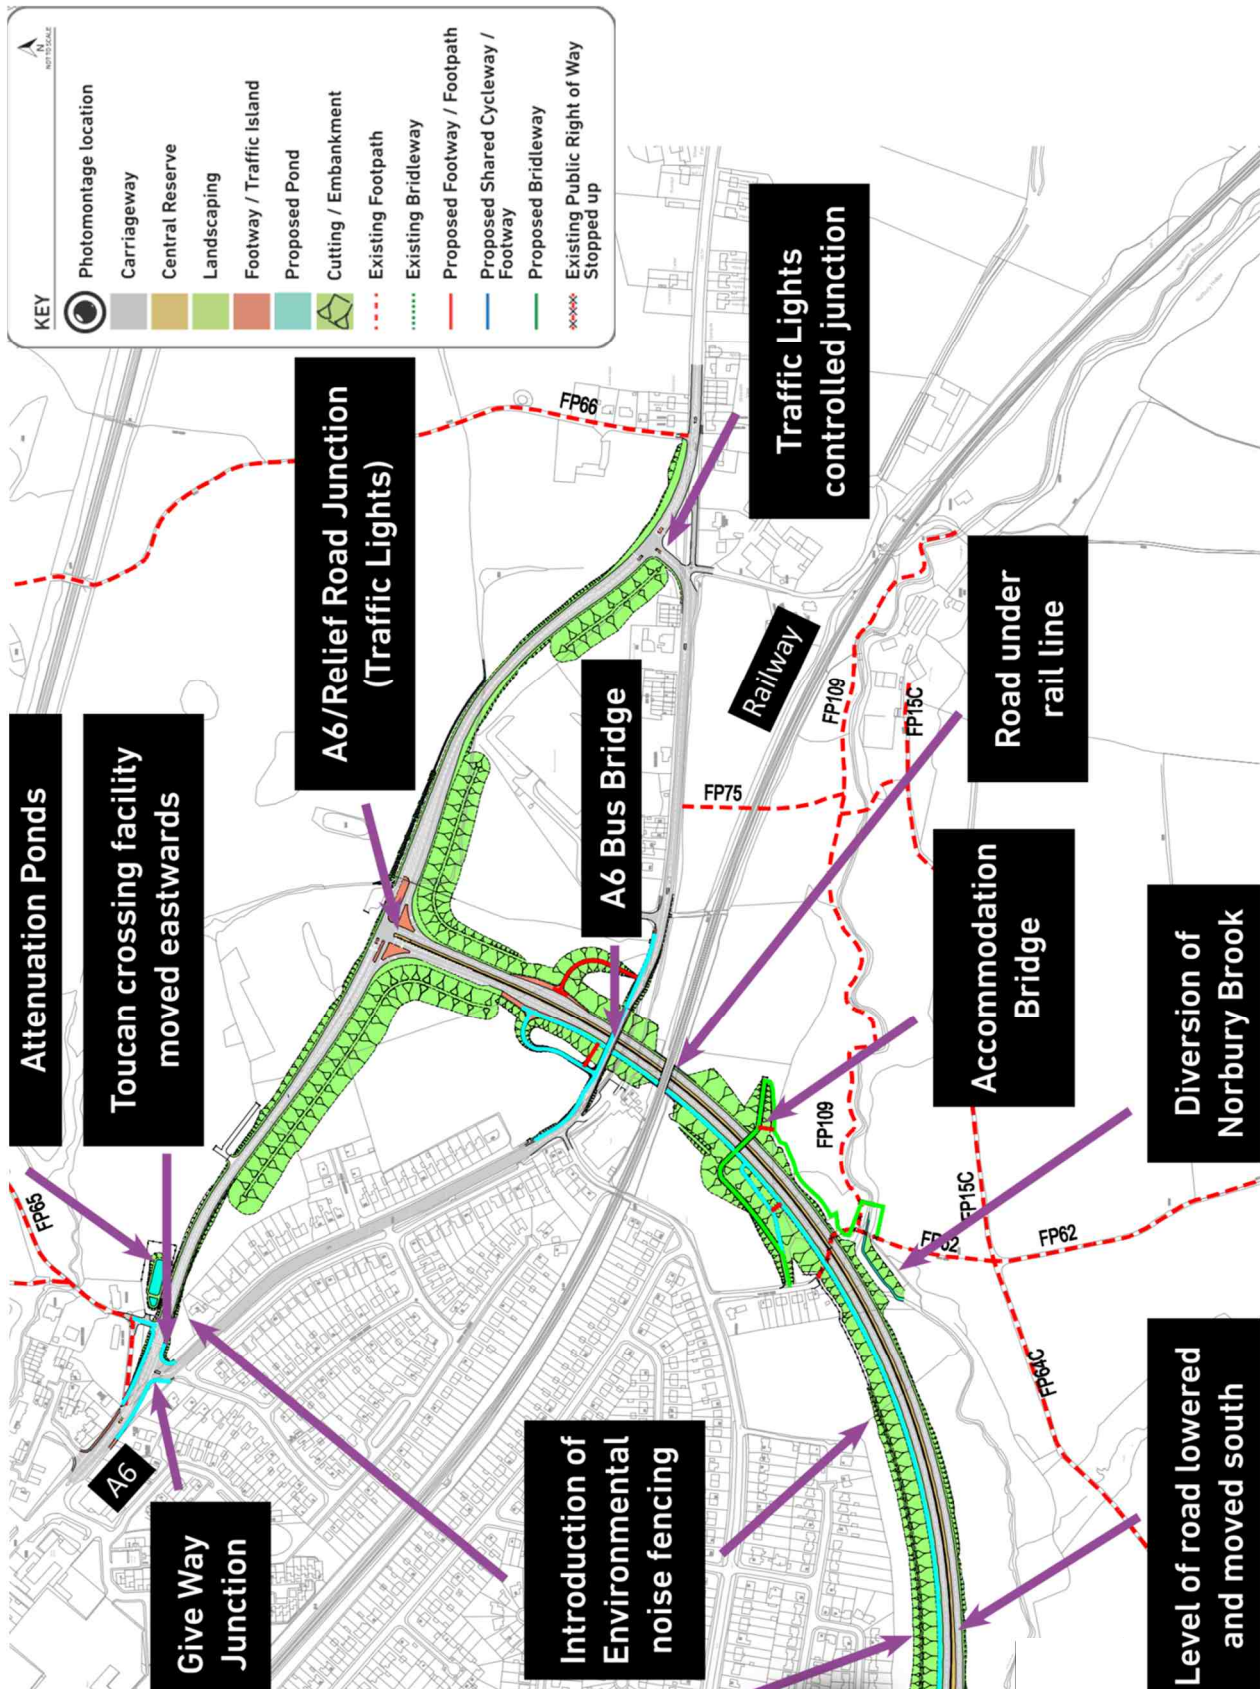 KEY
N
NOT TO SCALE
Photomontage location
Carriageway
Central Reserve
Landscaping
Footway / Traffic Island
Proposed Pond
Cutting / Embankment
Existing Footpath
Existing Bridleway
Proposed Footway / Footpath
Proposed Shared Cycleway /
Footway
Proposed Bridleway
Existing Public Right of Way
Stopped up
Attenuation Ponds
Toucan crossing facility
moved eastwards
A6/Relief Road Junction
(Traffic Lights)
Traffic Lights
controlled junction
A6 Bus Bridge
Railway
Road under
rail line
Accommodation
Bridge
Diversion of
Norbury Brook
Level of road lowered
and moved south
Introduction of
Environmental
noise fencing
Give Way
Junction
A6
FP65
FP66
FP75
FP109
FP15C
FP109
FP15C
FP62
FP62
FP64C